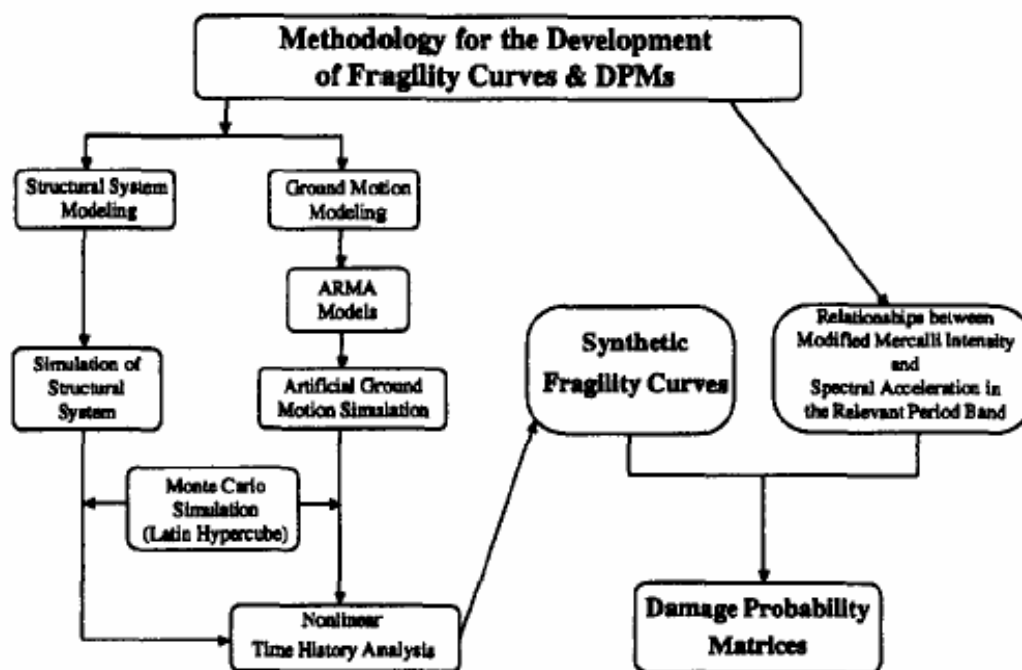 Methodology for the Development
of Fragility Curves & DPMs
Structural System
Modeling
Ground Motion
Modeling
ARMA
Models
Simulation of
Structural
System
Artificial Ground
Motion Simulation
Synthetic
Fragility Curves
Relationships between
Modified Mercalli Intensity
and
Spectral Acceleration in
the Relevant Period Band
Monte Carlo
Simulation
(Latin Hypercube)
Nonlinear
Time History Analysis
Damage Probability
Matrices